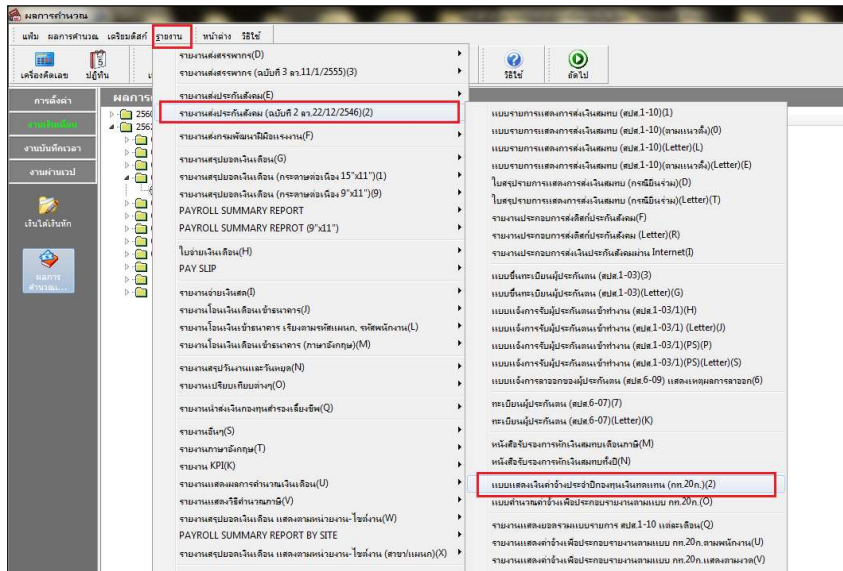 ผลการคำนวณ
แฟ้ม ผลการคำนวณ เตรียมดิสก์ รายงาน หน้าต่าง วิธีใช้
เครื่องคิดเลข ปฏิทิน วิธีใช้ ถัดไป
การตั้งค่า
งานเงินเดือน
งานบันทึกเวลา
งานผ่านเวป
เงินได้เงินหัก
ผลการ
คำนวณ...
รายงานส่งสรรพากร(D)
รายงานส่งสรรพากร (ฉบับที่ 3 ลว.11/1/2555)(3)
รายงานส่งประกันสังคม(E)
รายงานส่งประกันสังคม (ฉบับที่ 2 ลว.22/12/2546)(2)
รายงานส่งกรมพัฒนาฝีมือแรงงาน(F)
รายงานสรุปยอดเงินเดือน(G)
รายงานสรุปยอดเงินเดือน (กระดาษต่อเนื่อง 15"x11")(1)
รายงานสรุปยอดเงินเดือน (กระดาษต่อเนื่อง 9"x11")(9)
PAYROLL SUMMARY REPORT
PAYROLL SUMMARY REPROT (9"x11")
ใบจ่ายเงินเดือน(H)
PAY SLIP
รายงานจ่ายเงินสด(I)
รายงานโอนเงินเดือนเข้าธนาคาร(J)
รายงานโอนเงินเข้าธนาคาร เรียงตามรหัสแผนก, รหัสพนักงาน(L)
รายงานโอนเงินเดือนเข้าธนาคาร (ภาษาอังกฤษ)(M)
รายงานสรุปวันงานและวันหยุด(N)
รายงานเปรียบเทียบต่างๆ(O)
รายงานนำส่งเงินกองทุนสำรองเลี้ยงชีพ(Q)
รายงานอื่นๆ(S)
รายงานภาษาอังกฤษ(T)
รายงาน KPI(K)
รายงานแสดงผลการคำนวณเงินเดือน(U)
รายงานแสดงวิธีคำนวณภาษี(V)
รายงานสรุปยอดเงินเดือน แสดงตามหน่วยงาน-ไซต์งาน(W)
PAYROLL SUMMARY REPORT BY SITE
รายงานสรุปยอดเงินเดือน แสดงตามหน่วยงาน-ไซต์งาน (สาขา/แผนก)(X)
แบบรายการแสดงการส่งเงินสมทบ (สปส.1-10)(1)
แบบรายการแสดงการส่งเงินสมทบ (สปส.1-10)(ตามแนวตั้ง)(0)
แบบรายการแสดงการส่งเงินสมทบ (สปส.1-10)(Letter)(L)
แบบรายการแสดงการส่งเงินสมทบ (สปส.1-10)(ตามแนวตั้ง)(Letter)(E)
ใบสรุปรายการแสดงการส่งเงินสมทบ (กรณียื่นร่วม)(D)
ใบสรุปรายการแสดงการส่งเงินสมทบ (กรณียื่นร่วม)(Letter)(T)
รายงานประกอบการส่งดิสก์ประกันสังคม(F)
รายงานประกอบการส่งดิสก์ประกันสังคม (Letter)(R)
รายงานประกอบการส่งเงินประกันสังคมผ่าน Internet(I)
แบบขึ้นทะเบียนผู้ประกันตน (สปส.1-03)(3)
แบบขึ้นทะเบียนผู้ประกันตน (สปส.1-03)(Letter)(G)
แบบแจ้งการรับผู้ประกันตนเข้าทำงาน (สปส.1-03/1)(H)
แบบแจ้งการรับผู้ประกันตนเข้าทำงาน (สปส.1-03/1) (Letter)(J)
แบบแจ้งการรับผู้ประกันตนเข้าทำงาน (สปส.1-03/1)(PS)(P)
แบบแจ้งการรับผู้ประกันตนเข้าทำงาน (สปส.1-03/1)(PS)(Letter)(S)
แบบแจ้งการลาออกของผู้ประกันตน (สปส.6-09) แสดงเหตุผลการลาออก(6)
ทะเบียนผู้ประกันตน (สปส.6-07)(7)
ทะเบียนผู้ประกันตน (สปส.6-07)(Letter)(K)
หนังสือรับรองการหักเงินสมทบเดือนภาษี(M)
หนังสือรับรองการหักเงินสมทบทั้งปี(N)
แบบแสดงเงินค่าจ้างประจำปีกองทุนเงินทดแทน (กท.20ก.)(2)
แบบคำนวณค่าจ้างเพื่อประกอบรายงานตามแบบ กท.20ก.(O)
รายงานแสดงยอดรวมแบบรายการ สปส.1-10 แต่ละเดือน(Q)
รายงานแสดงค่าจ้างเพื่อประกอบรายงานตามแบบ กท.20ก.ตามพนักงาน(U)
รายงานแสดงค่าจ้างเพื่อประกอบรายงานตามแบบ กท.20ก.แสดงตามงวด(V)